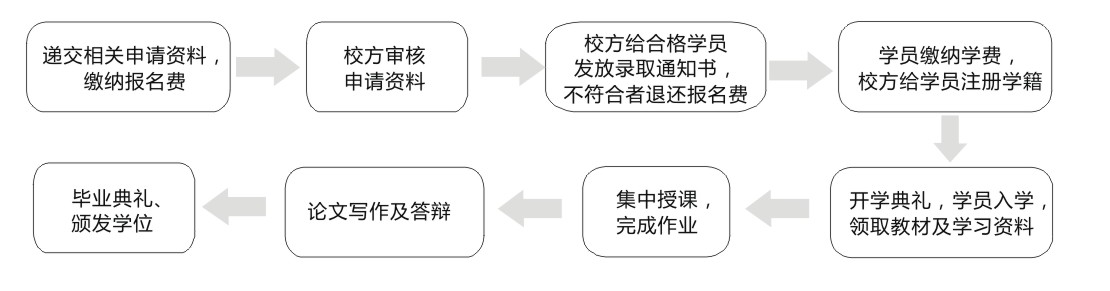 递交相关申请资料，
缴纳报名费
校方审核
申请资料
校方给合格学员
发放录取通知书，
不符合者退还报名费
学员缴纳学费，
校方给学员注册学籍
开学典礼，学员入学，
领取教材及学习资料
集中授课，
完成作业
论文写作及答辩
毕业典礼、
颁发学位